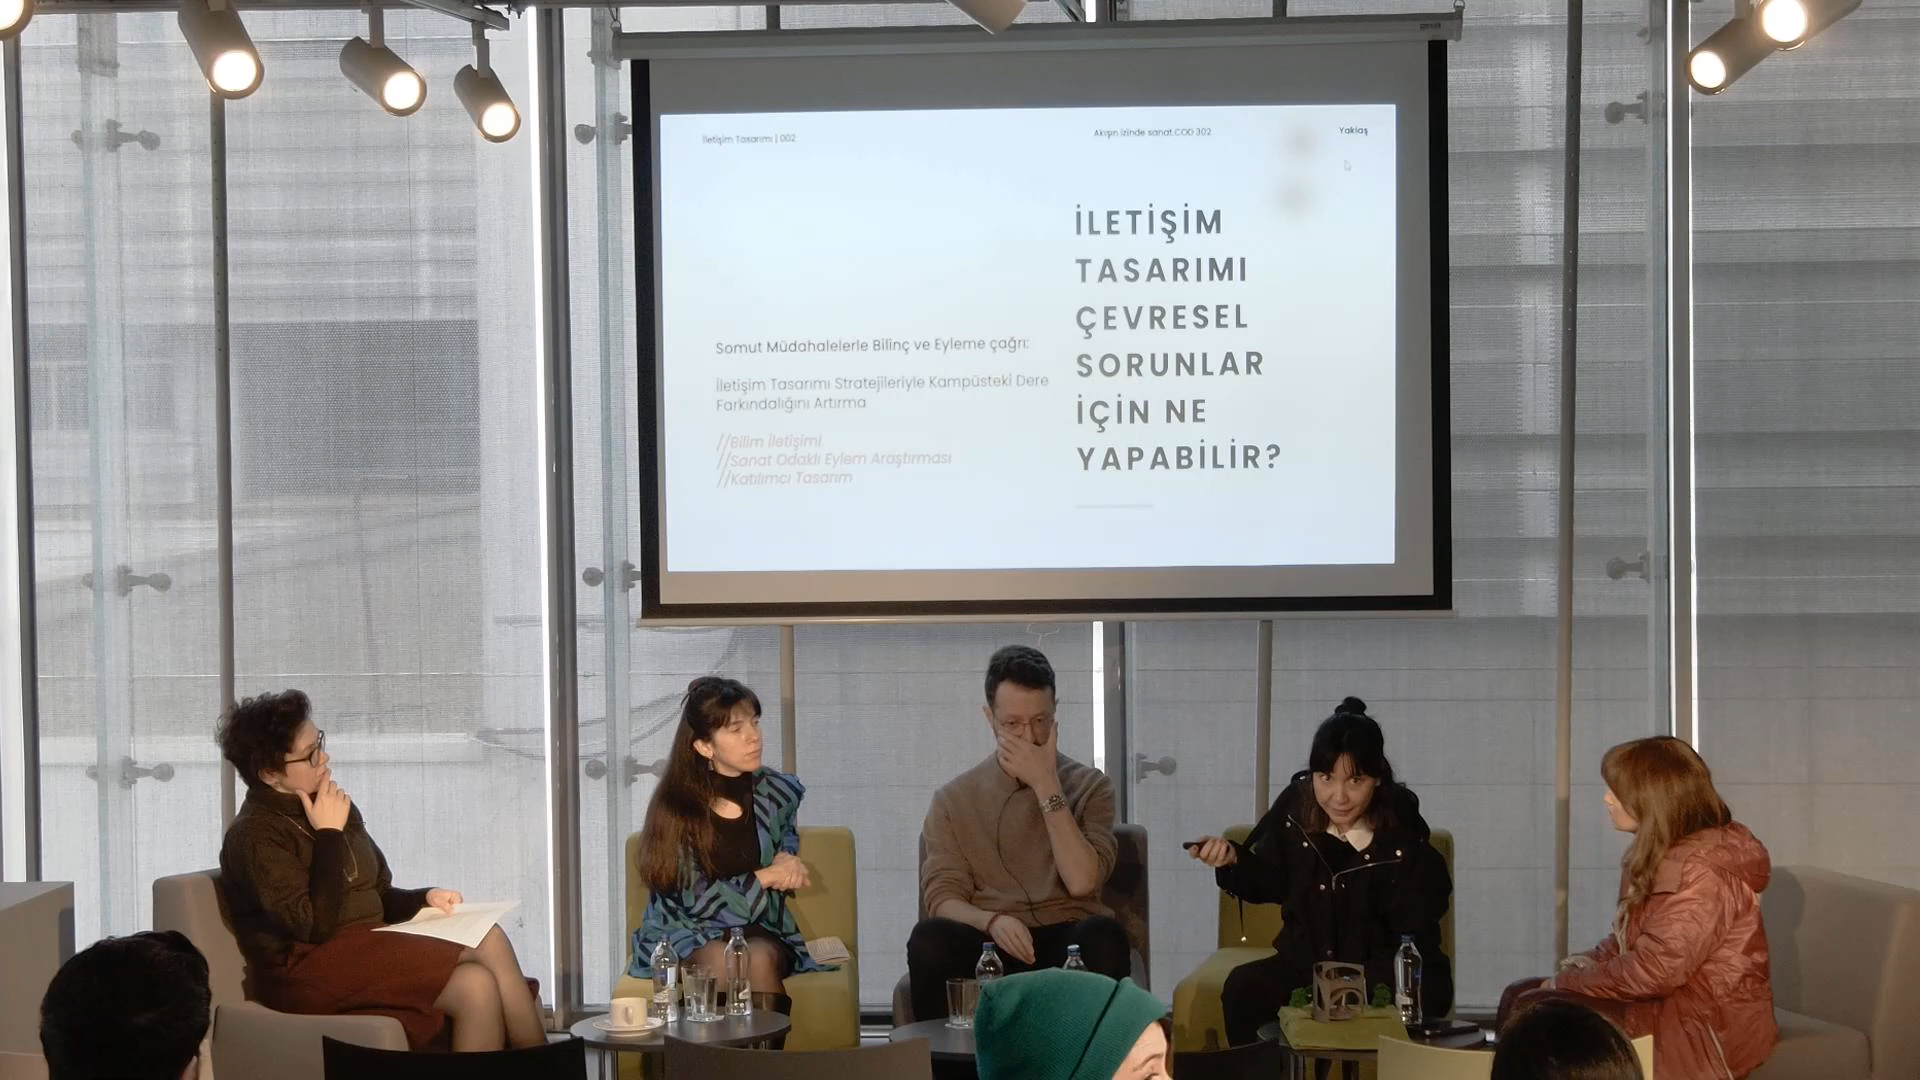 İletişim Tasarımı | 002
Akışın izinde sanat.COD 302
Yaklaş
İLETİŞİM
TASARIMI
ÇEVRESEL
SORUNLAR
İÇİN NE
YAPABİLİR?
Somut Müdahalelerle Bilinç ve Eyleme çağrı:
İletişim Tasarımı Stratejileriyle Kampüsteki Dere
Farkındalığını Artırma
//Bilim İletişimi
//Sanat Odaklı Eylem Araştırması
//Katılımcı Tasarım